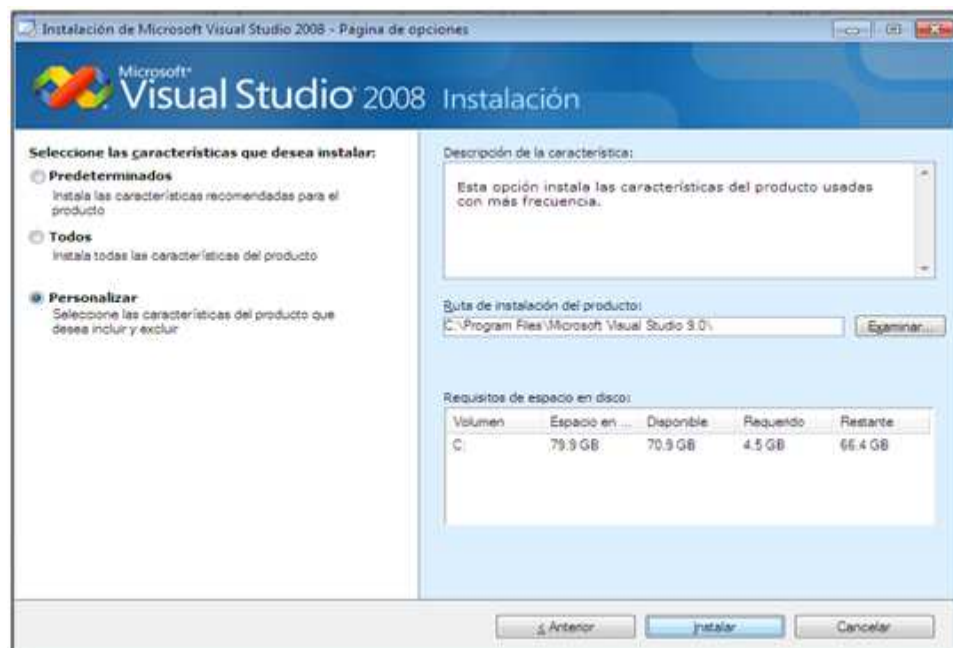 Instalación de Microsoft Visual Studio 2008 - Página de opciones
Microsoft
Visual Studio 2008 Instalación
Seleccione las características que desea instalar:
Predeterminados
Instala las características recomendadas para el
producto
Todos
Instala todas las características del producto
Personalizar
Seleccione las características del producto que
desea incluir y excluir
Descripción de la característica:
Esta opción instala las características del producto usadas
con más frecuencia.
Ruta de instalación del producto:
C:\Program Files\Microsoft Visual Studio 9.0\
Examinar...
Requisitos de espacio en disco:
Volumen Espacio en ... Disponible Requerido Restante
C: 79.9 GB 70.9 GB 4.5 GB 66.4 GB
< Anterior
Instalar
Cancelar